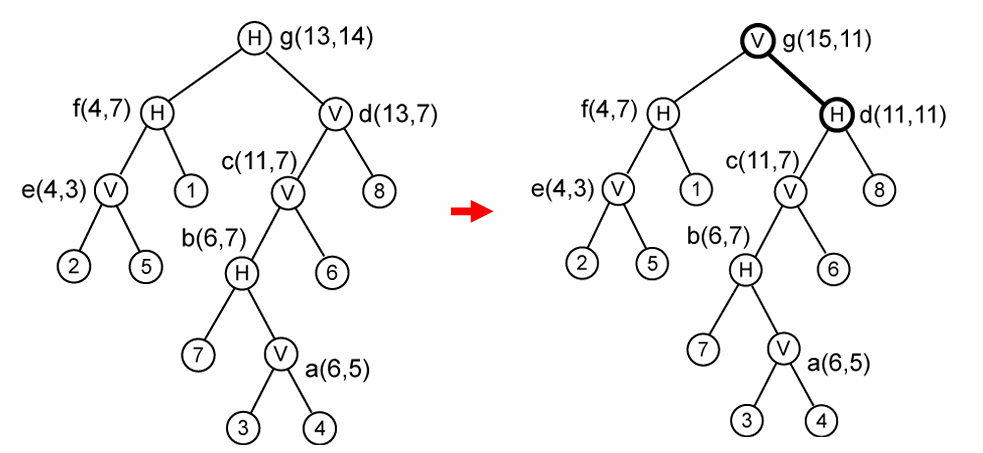 H g(13,14)
f(4,7) H
V d(13,7)
e(4,3) V
1
c(11,7)
V
8
2
5
b(6,7)
H
6
7
V a(6,5)
3
4
V g(15,11)
f(4,7) H
H d(11,11)
e(4,3) V
1
c(11,7)
V
8
2
5
b(6,7)
H
6
7
V a(6,5)
3
4